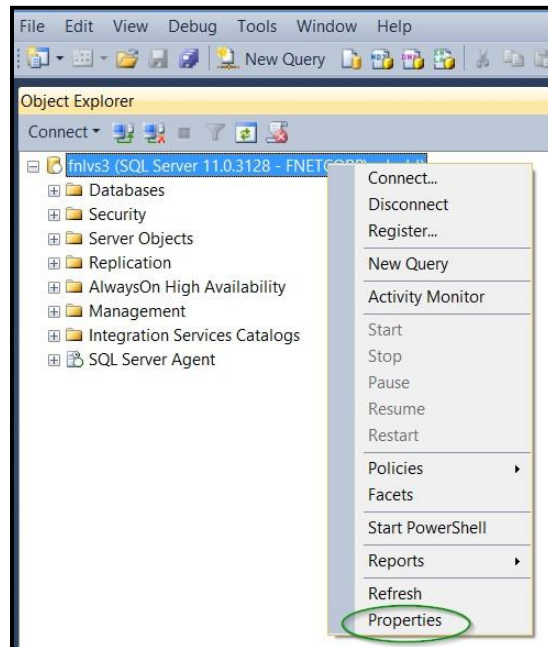 File Edit View Debug Tools Window Help
New Query
Object Explorer
Connect
fnlvs3 (SQL Server 11.0.3128 - FNETCORP
Databases
Security
Server Objects
Replication
AlwaysOn High Availability
Management
Integration Services Catalogs
SQL Server Agent
Connect...
Disconnect
Register...
New Query
Activity Monitor
Start
Stop
Pause
Resume
Restart
Policies
Facets
Start PowerShell
Reports
Refresh
Properties